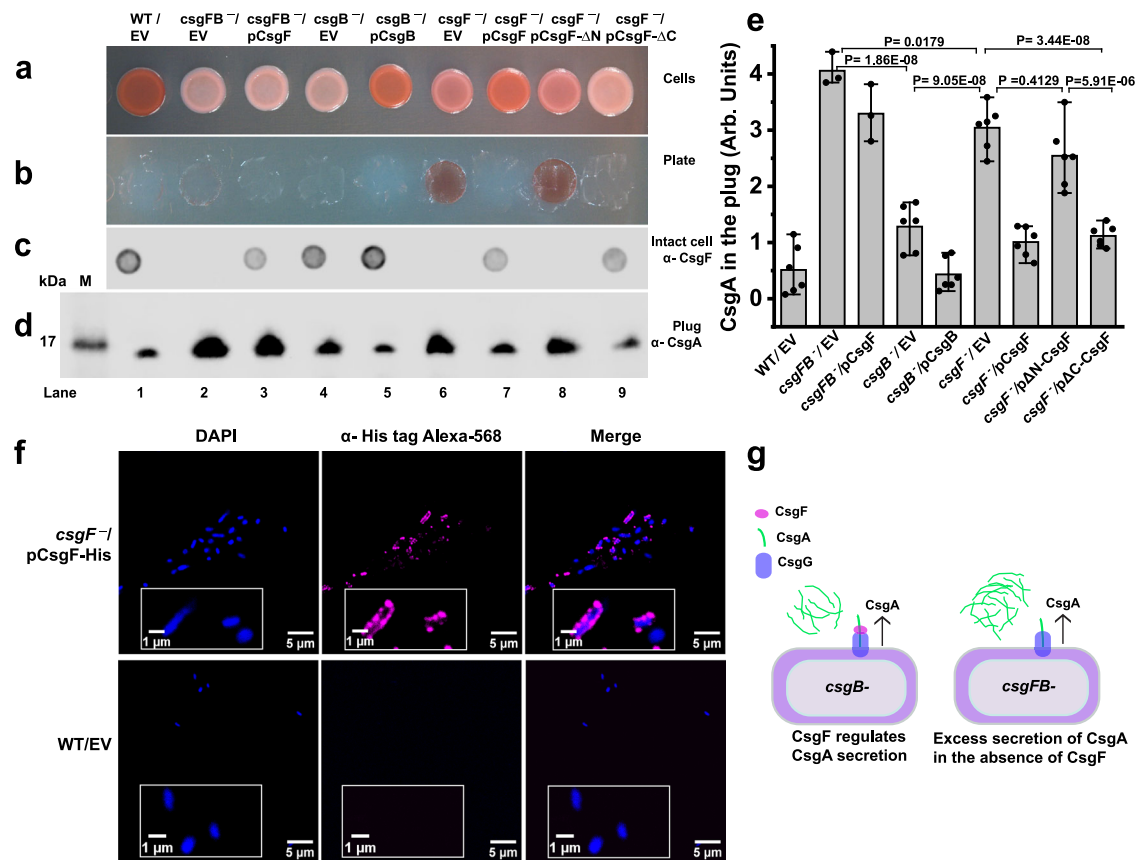 WT / csgFB⁻/ csgFB⁻/ csgB⁻/ csgB⁻/ csgF⁻/ csgF⁻/ csgF⁻/ csgF⁻/
EV EV pCsgF EV pCsgB EV pCsgF pCsgF-ΔN pCsgF-ΔC
a
Cells
b
Plate
c
Intact cell
α- CsgF
kDa M
d
17
Plug
α- CsgA
Lane 1 2 3 4 5 6 7 8 9
e
CsgA in the plug (Arb. Units)
4
3
2
1
0
P= 0.0179
P= 3.44E-08
P= 1.86E-08
P= 9.05E-08
P=0.4129
P=5.91E-06
WT/EV
csgFB⁻/EV
csgFB⁻/pCsgF
csgB⁻/EV
csgB⁻/pCsgB
csgF⁻/EV
csgF⁻/pCsgF
csgF⁻/pΔN-CsgF
csgF⁻/pΔC-CsgF
f
DAPI α- His tag Alexa-568 Merge
csgF⁻/
pCsgF-His
1 µm 5 µm 1 µm 5 µm 1 µm 5 µm
WT/EV
1 µm 5 µm 1 µm 5 µm 1 µm 5 µm
g
CsgF
CsgA
CsgG
CsgA
csgB-
CsgF regulates
CsgA secretion
CsgA
csgFB-
Excess secretion of CsgA
in the absence of CsgF